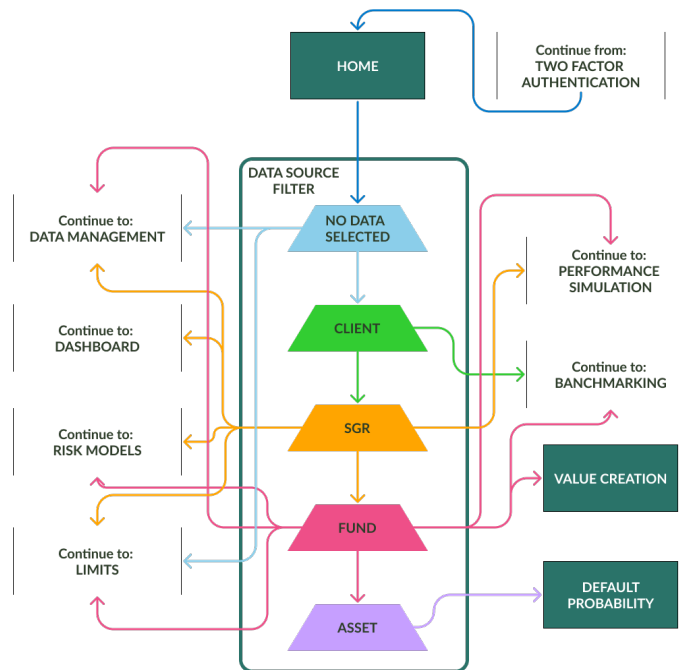 HOME
Continue from:
TWO FACTOR
AUTHENTICATION
DATA SOURCE
FILTER
NO DATA
SELECTED
Continue to:
DATA MANAGEMENT
Continue to:
PERFORMANCE
SIMULATION
CLIENT
Continue to:
DASHBOARD
Continue to:
BANCHMARKING
SGR
Continue to:
RISK MODELS
VALUE CREATION
FUND
Continue to:
LIMITS
DEFAULT
PROBABILITY
ASSET